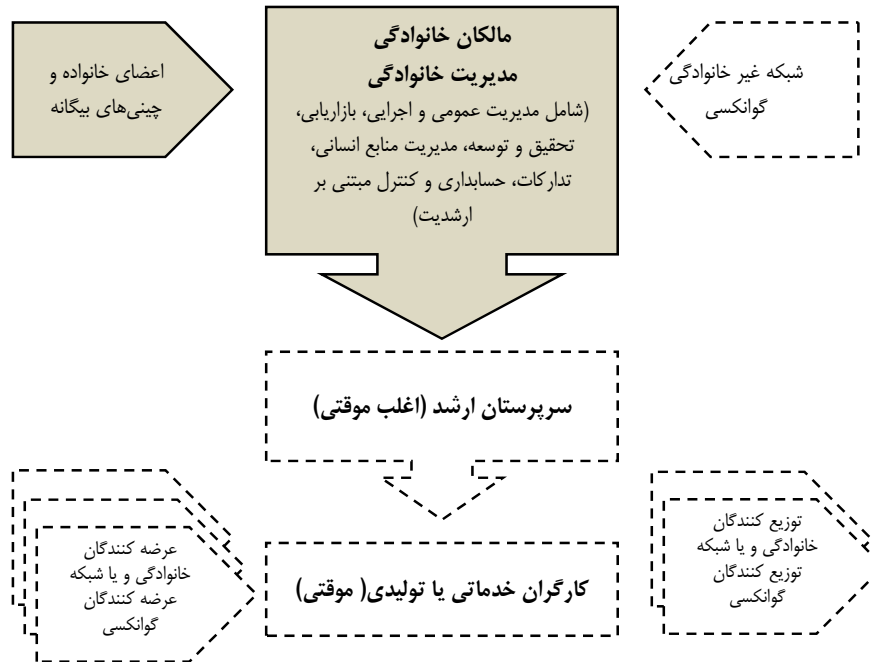 مالکان خانوادگی
مدیریت خانوادگی
(شامل مدیریت عمومی و اجرایی، بازاریابی،
تحقیق و توسعه، مدیریت منابع انسانی،
تدارکات، حسابداری و کنترل مبتنی بر
ارشدیت)
شبکه غیر خانوادگی
گوانکسی
اعضای خانواده و
چینی‌های بیگانه
سرپرستان ارشد (اغلب موقتی)
توزیع کنندگان
خانوادگی و یا شبکه
توزیع کنندگان
گوانکسی
کارگران خدماتی یا تولیدی( موقتی)
عرضه کنندگان
خانوادگی و یا شبکه
عرضه کنندگان
گوانکسی